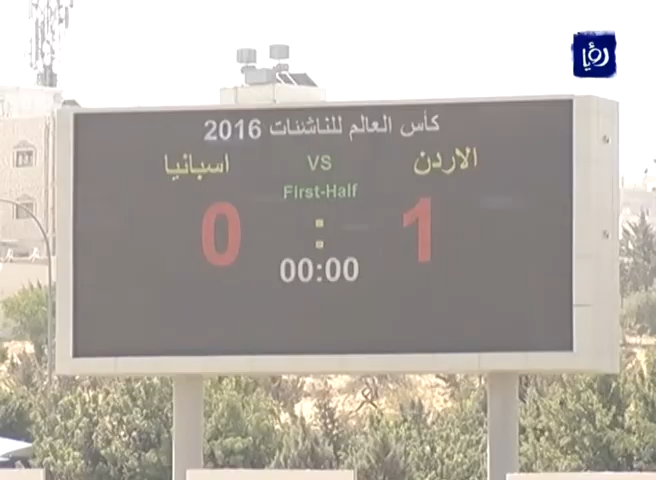 رؤيا
كأس العالم للناشئات 2016
الاردن VS اسبانيا
First-Half
1 : 0
00:00